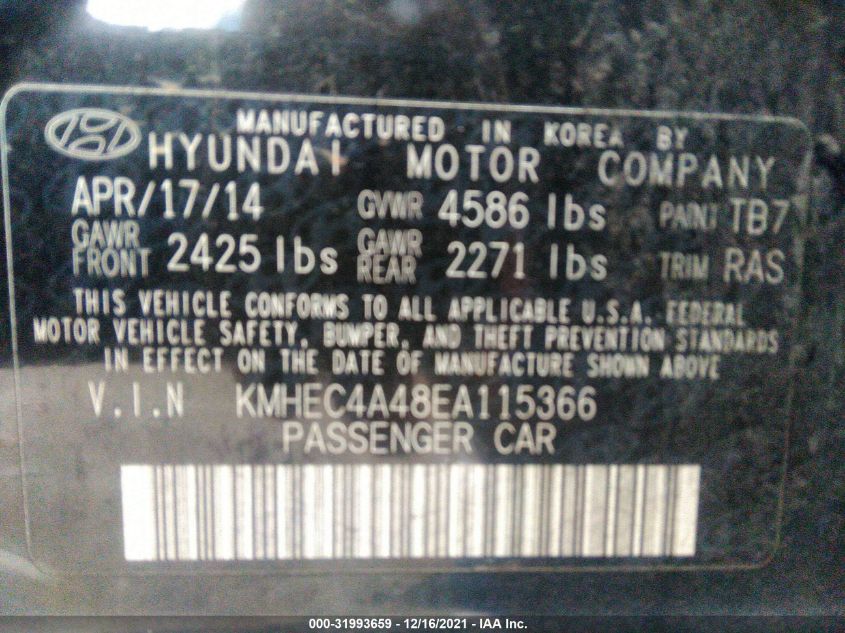 MANUFACTURED IN KOREA BY
HYUNDAI MOTOR COMPANY
APR/17/14 GVWR 4586 lbs PAINT TB7
GAWR FRONT 2425 lbs GAWR REAR 2271 lbs TRIM RAS
THIS VEHICLE CONFORMS TO ALL APPLICABLE U.S.A. FEDERAL
MOTOR VEHICLE SAFETY, BUMPER, AND THEFT PREVENTION STANDARDS
IN EFFECT ON THE DATE OF MANUFACTURE SHOWN ABOVE
V.I.N KMHEC4A48EA115366
PASSENGER CAR
000-31993659 - 12/16/2021 - IAA Inc.